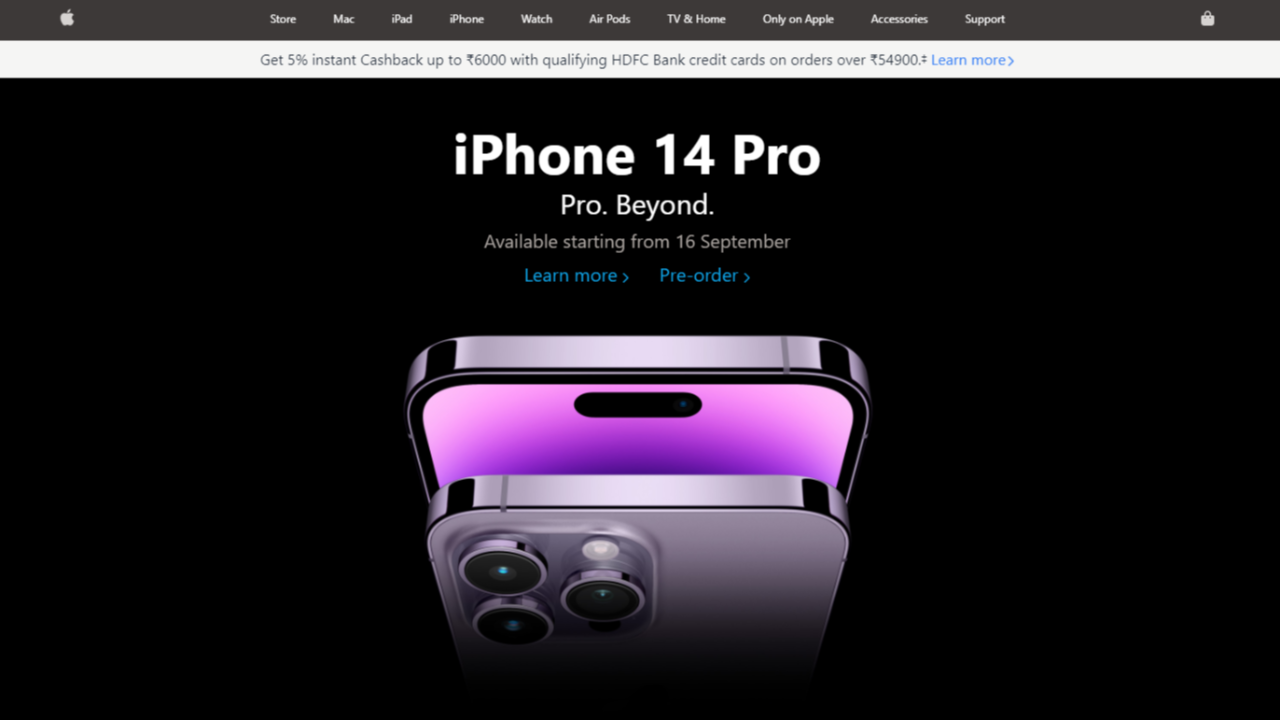 Store Mac iPad iPhone Watch Air Pods TV & Home Only on Apple Accessories Support
Get 5% instant Cashback up to ₹6000 with qualifying HDFC Bank credit cards on orders over ₹54900.‡ Learn more >
iPhone 14 Pro
Pro. Beyond.
Available starting from 16 September
Learn more > Pre-order >